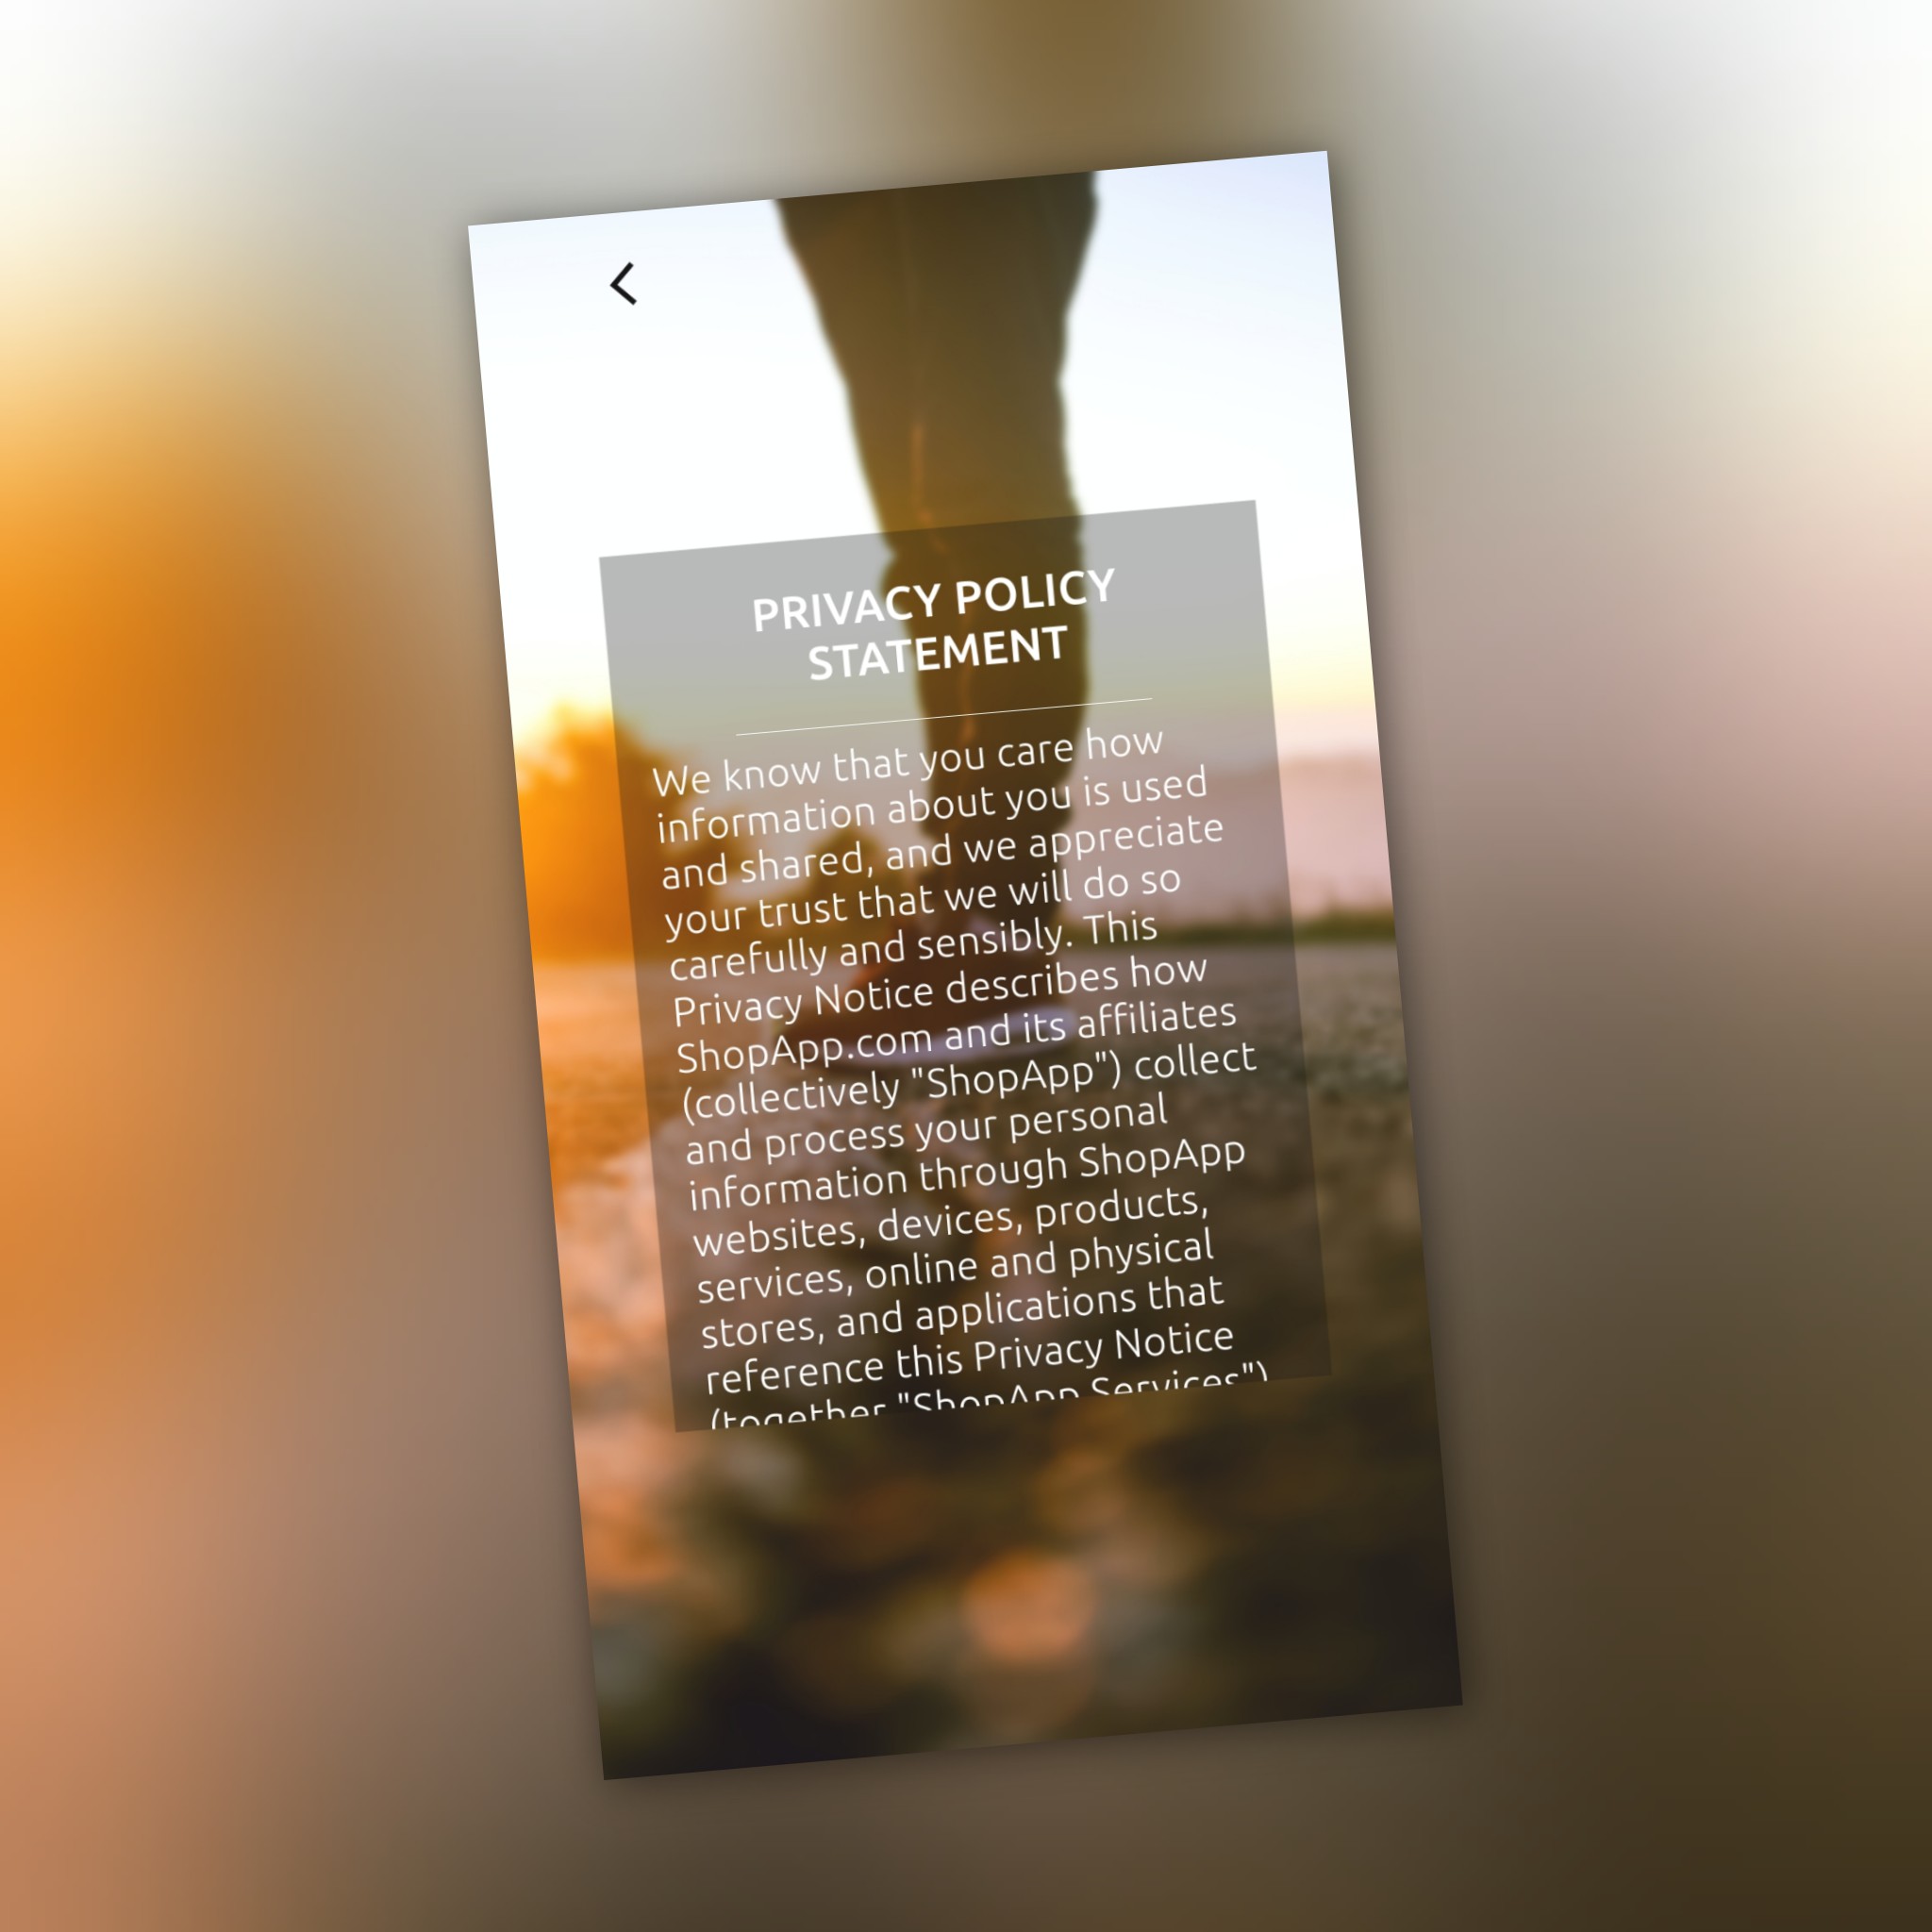 PRIVACY POLICY
STATEMENT
We know that you care how
information about you is used
and shared, and we appreciate
your trust that we will do so
carefully and sensibly. This
Privacy Notice describes how
ShopApp.com and its affiliates
(collectively "ShopApp") collect
and process your personal
information through ShopApp
websites, devices, products,
services, online and physical
stores, and applications that
reference this Privacy Notice
(together "ShopApp Services")